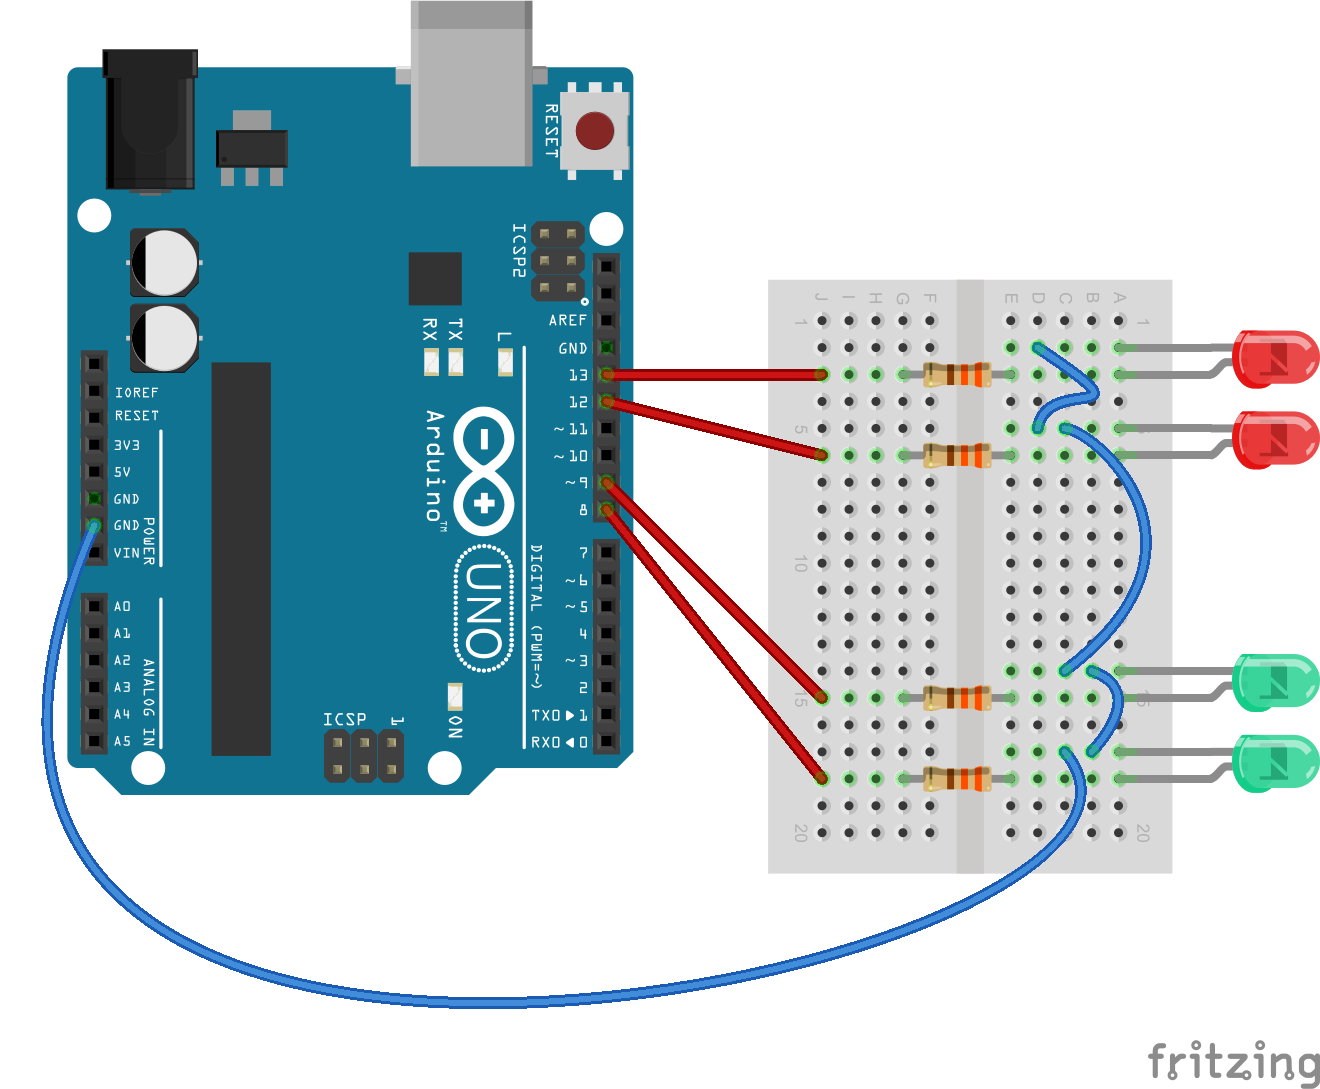 RESET
ICSP2
AREF
GND
RX
TX
L
13
12
~11
~10
~9
8
IOREF
RESET
3V3
5V
GND
GND
VIN
POWER
Arduino™
UNO
DIGITAL (PWM=~)
7
~6
~5
4
~3
2
TX0▶1
RX0◀0
A0
A1
A2
A3
A4
A5
ANALOG IN
ON
ICSP
1
J I H G F E D C B A
1 1
5
10
15 15
20 20
fritzing